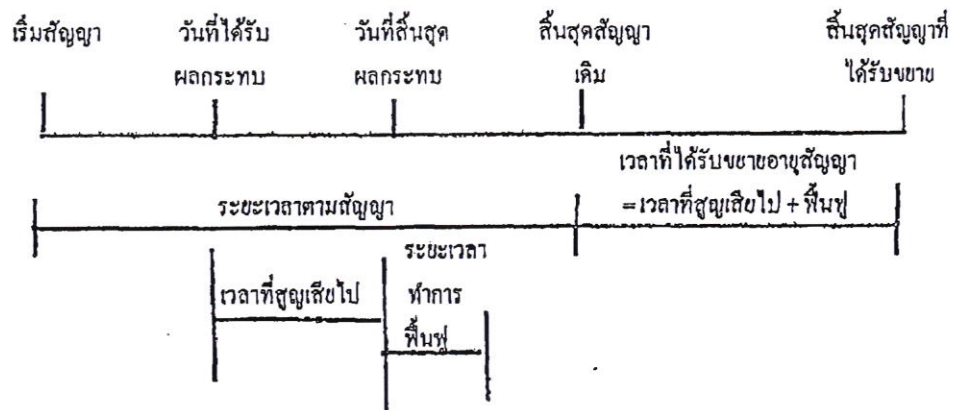 เริ่มสัญญา
วันที่ได้รับ
ผลกระทบ
วันที่สิ้นสุด
ผลกระทบ
สิ้นสุดสัญญา
เดิม
สิ้นสุดสัญญาที่
ได้รับขยาย
ระยะเวลาตามสัญญา
เวลาที่ได้รับขยายอายุสัญญา
=เวลาที่สูญเสียไป + ฟื้นฟู
เวลาที่สูญเสียไป
ระยะเวลา
ทำการ
ฟื้นฟู